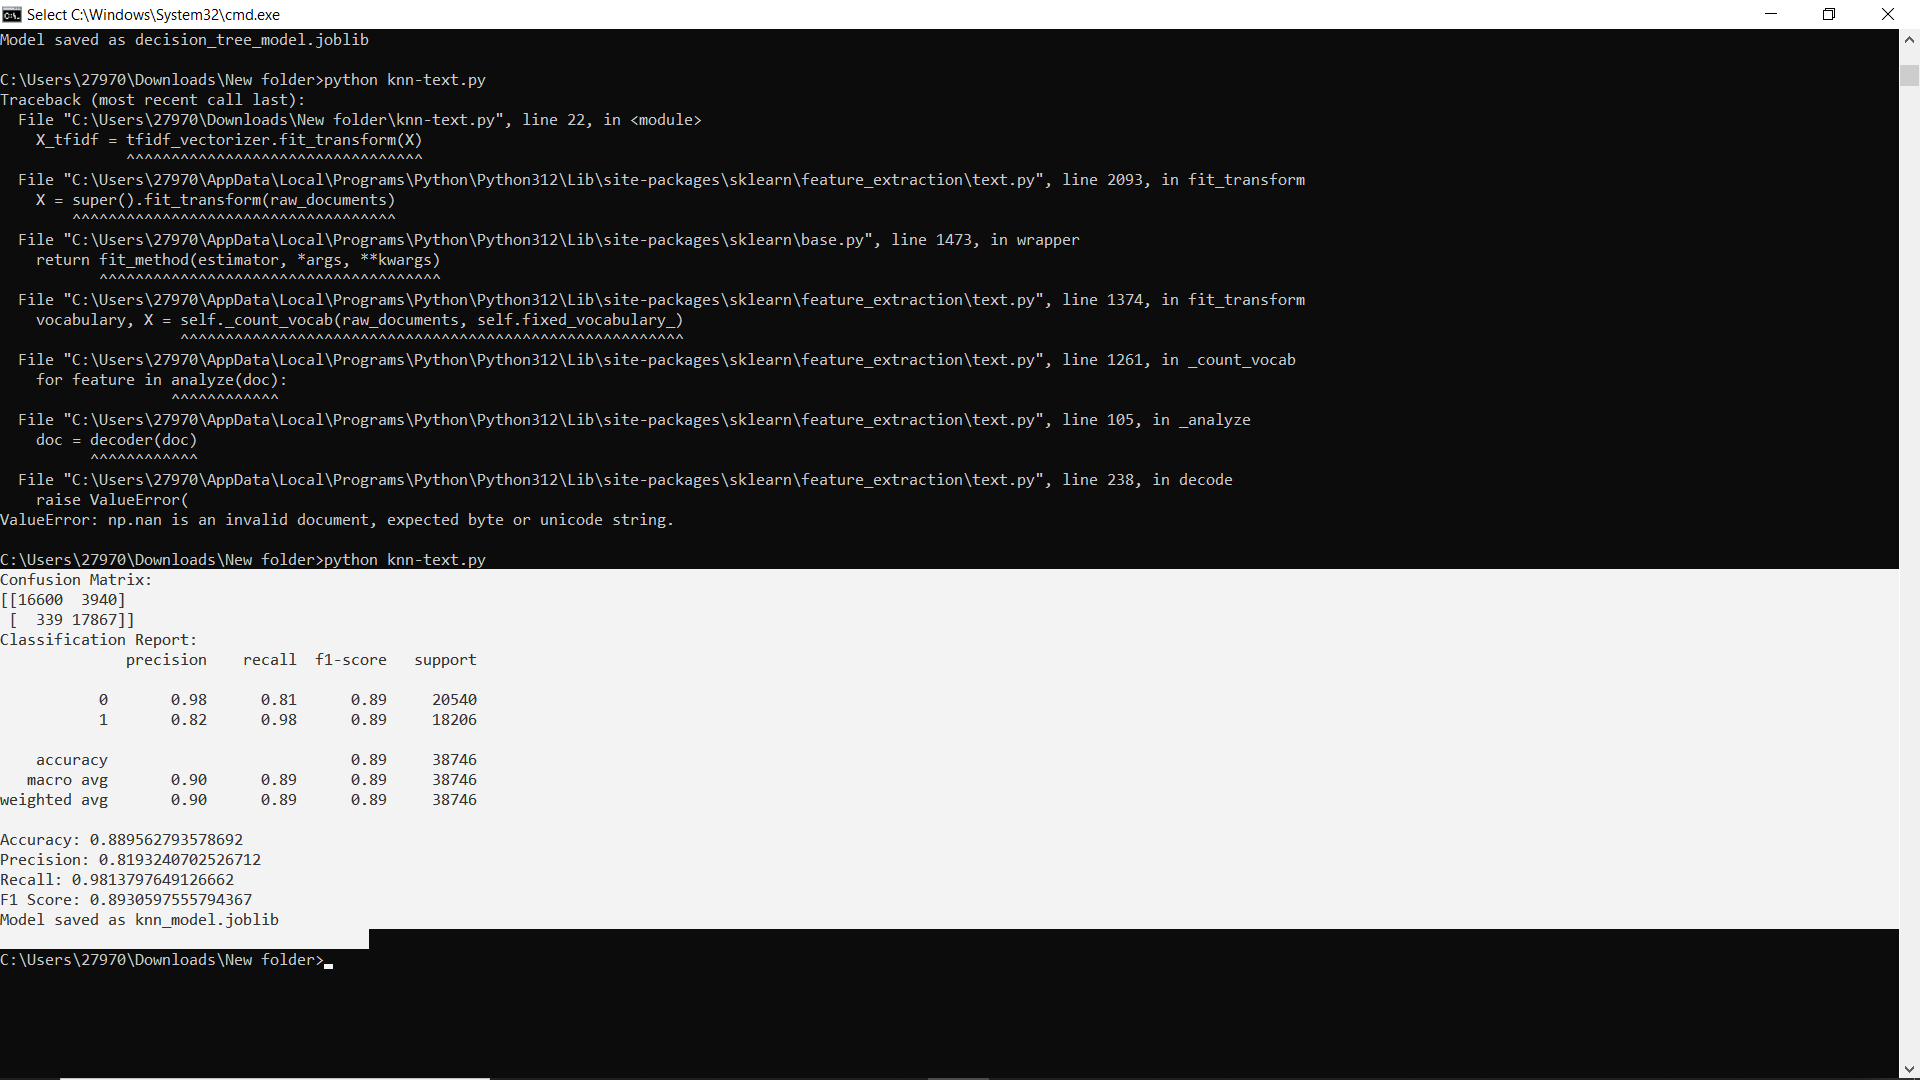 Select C:\Windows\System32\cmd.exe
Model saved as decision_tree_model.joblib
C:\Users\27970\Downloads\New folder>python knn-text.py
Traceback (most recent call last):
  File "C:\Users\27970\Downloads\New folder\knn-text.py", line 22, in <module>
    X_tfidf = tfidf_vectorizer.fit_transform(X)
              ^^^^^^^^^^^^^^^^^^^^^^^^^^^^^^^^^
  File "C:\Users\27970\AppData\Local\Programs\Python\Python312\Lib\site-packages\sklearn\feature_extraction\text.py", line 2093, in fit_transform
    X = super().fit_transform(raw_documents)
        ^^^^^^^^^^^^^^^^^^^^^^^^^^^^^^^^^^^^
  File "C:\Users\27970\AppData\Local\Programs\Python\Python312\Lib\site-packages\sklearn\base.py", line 1473, in wrapper
    return fit_method(estimator, *args, **kwargs)
           ^^^^^^^^^^^^^^^^^^^^^^^^^^^^^^^^^^^^^^
  File "C:\Users\27970\AppData\Local\Programs\Python\Python312\Lib\site-packages\sklearn\feature_extraction\text.py", line 1374, in fit_transform
    vocabulary, X = self._count_vocab(raw_documents, self.fixed_vocabulary_)
                    ^^^^^^^^^^^^^^^^^^^^^^^^^^^^^^^^^^^^^^^^^^^^^^^^^^^^^^^^
  File "C:\Users\27970\AppData\Local\Programs\Python\Python312\Lib\site-packages\sklearn\feature_extraction\text.py", line 1261, in _count_vocab
    for feature in analyze(doc):
                   ^^^^^^^^^^^^
  File "C:\Users\27970\AppData\Local\Programs\Python\Python312\Lib\site-packages\sklearn\feature_extraction\text.py", line 105, in _analyze
    doc = decoder(doc)
          ^^^^^^^^^^^^
  File "C:\Users\27970\AppData\Local\Programs\Python\Python312\Lib\site-packages\sklearn\feature_extraction\text.py", line 238, in decode
    raise ValueError(
ValueError: np.nan is an invalid document, expected byte or unicode string.
C:\Users\27970\Downloads\New folder>python knn-text.py
Confusion Matrix:
[[16600  3940]
 [  339 17867]]
Classification Report:
              precision    recall  f1-score   support
           0       0.98      0.81      0.89     20540
           1       0.82      0.98      0.89     18206
    accuracy                           0.89     38746
   macro avg       0.90      0.89      0.89     38746
weighted avg       0.90      0.89      0.89     38746
Accuracy: 0.889562793578692
Precision: 0.8193240702526712
Recall: 0.9813797649126662
F1 Score: 0.8930597555794367
Model saved as knn_model.joblib
C:\Users\27970\Downloads\New folder>